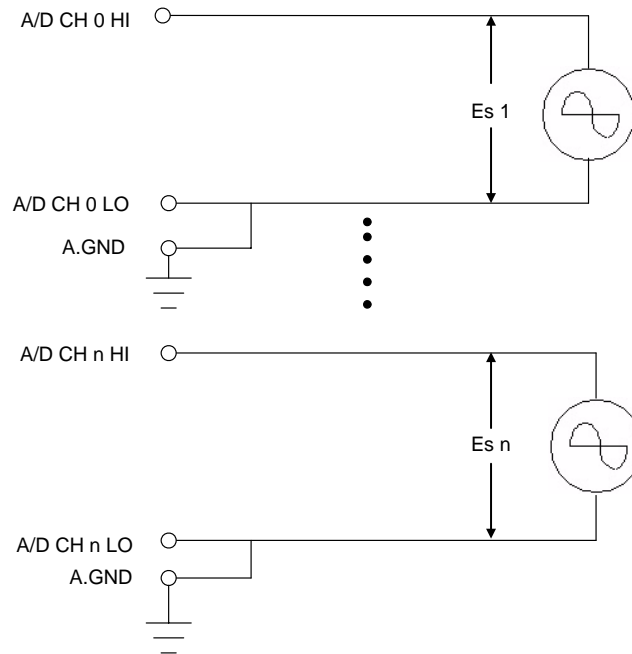 A/D CH 0 HI
Es 1
A/D CH 0 LO
A.GND
A/D CH n HI
Es n
A/D CH n LO
A.GND